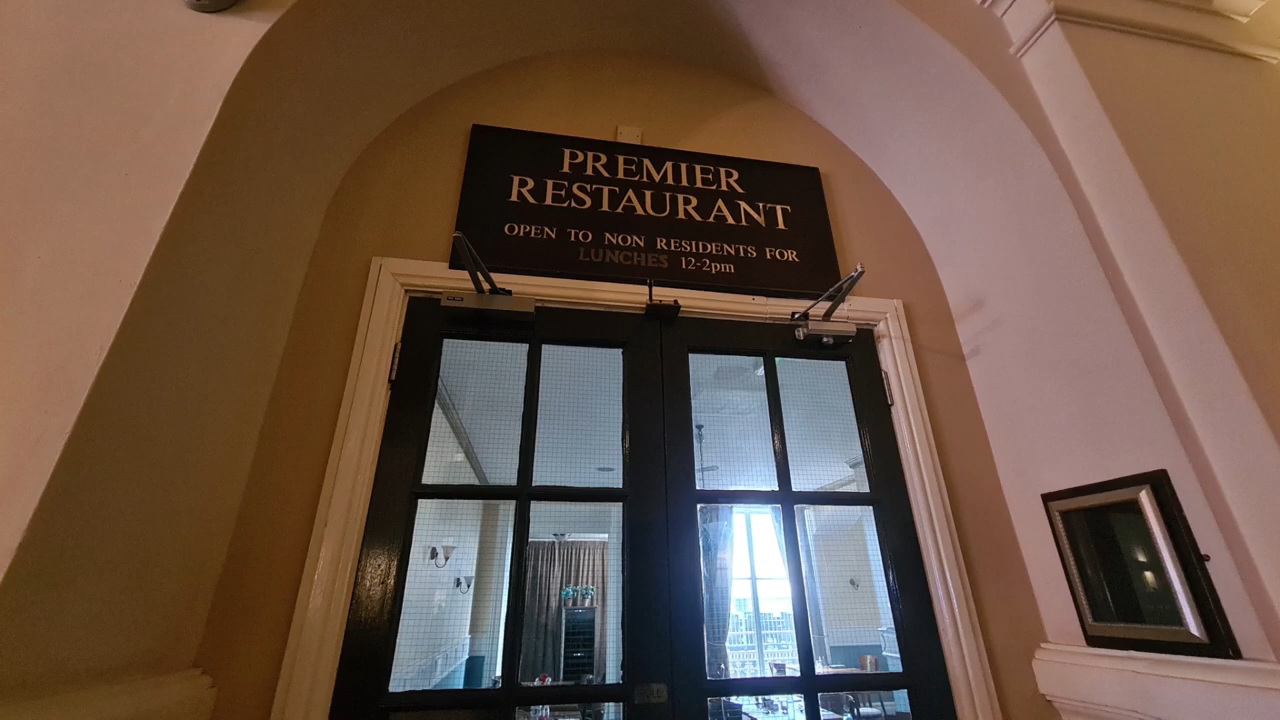 PREMIER
RESTAURANT
OPEN TO NON RESIDENTS FOR
LUNCHES 12-2pm